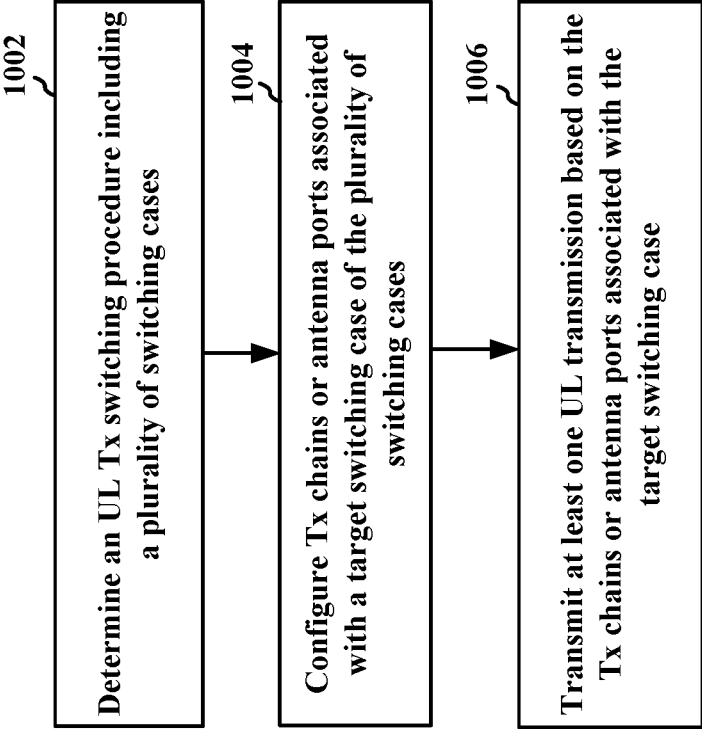 1002
Determine an UL Tx switching procedure including
a plurality of switching cases
1004
Configure Tx chains or antenna ports associated
with a target switching case of the plurality of
switching cases
1006
Transmit at least one UL transmission based on the
Tx chains or antenna ports associated with the
target switching case